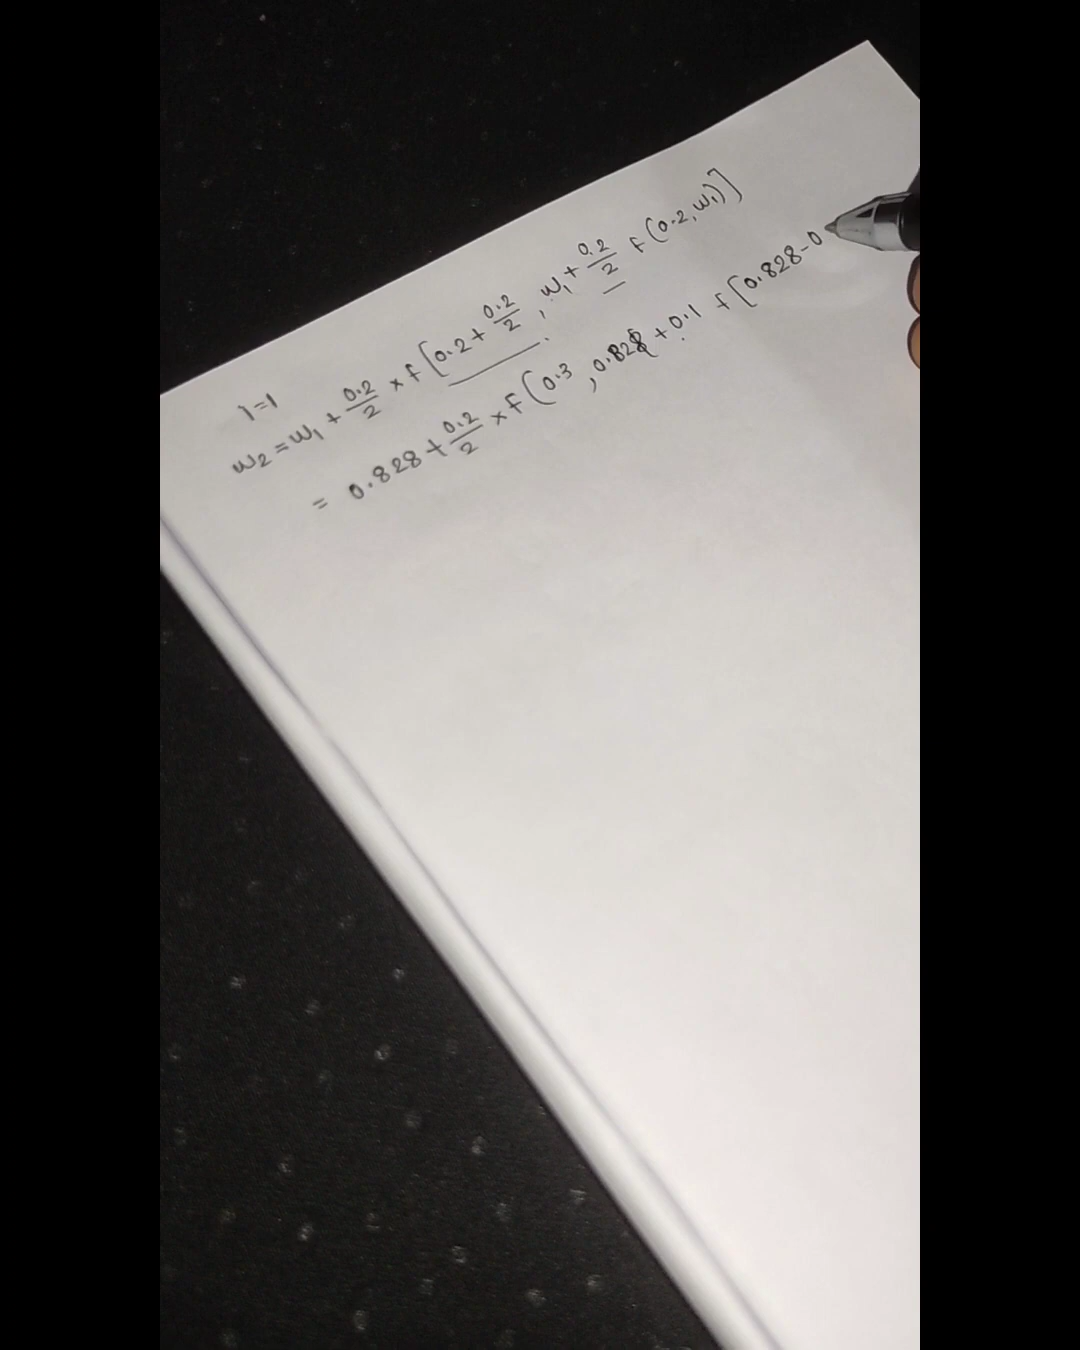 i=1
w₂ = w₁ + 0.2/2 × f [0.2 + 0.2/2 , w₁ + 0.2/2 f (0.2, w₁)]
= 0.828 + 0.2/2 × f (0.3 , 0.828 + 0.1 f [0.828-0